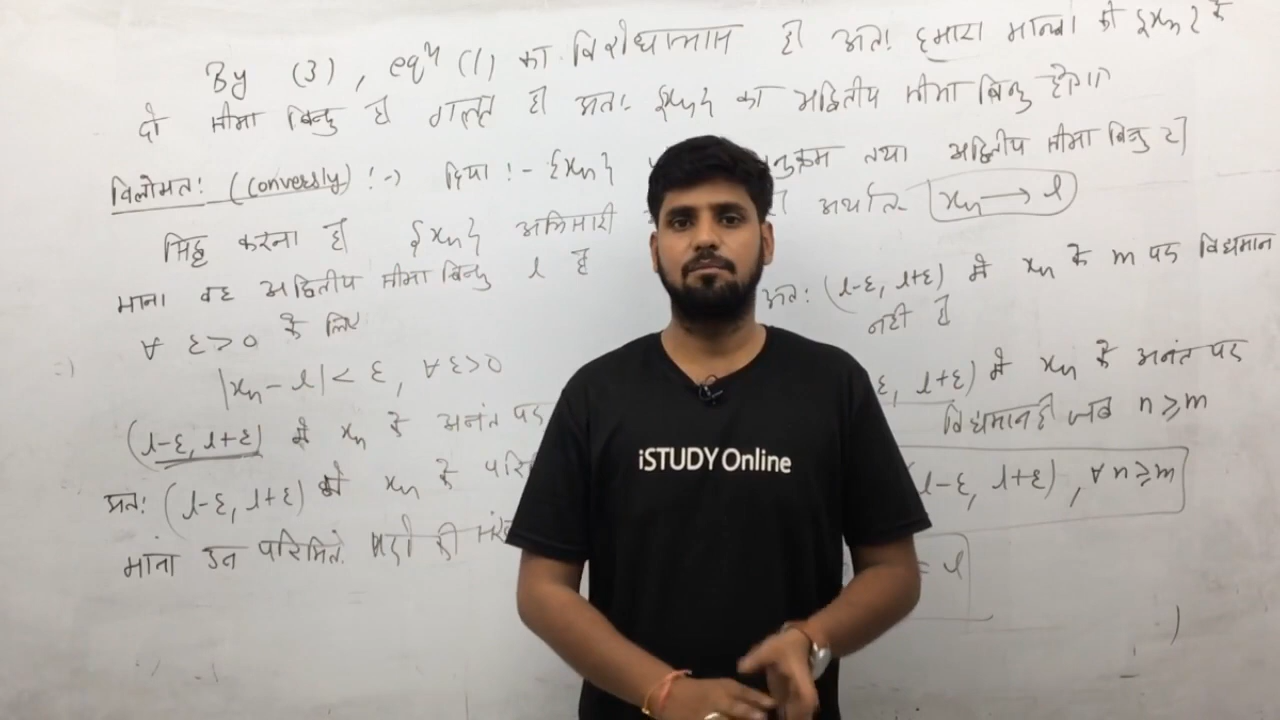 By (3), eqⁿ (1) का विरोधाभास है अतः हमारा मानना की {xn} के
दो सीमा बिन्दु है गलत है अतः {xn} का अद्वितीय सीमा बिन्दु होगा
विलोमतः (Conversly) :→ दिया :- {xn} नुक्रम तथा अद्वितीय सीमा बिन्दु है
सिद्ध करना है {xn} अभिसारी अर्थात xn → l
माना वह अद्वितीय सीमा बिन्दु l है
∀ ε>0 के लिए
|xn - l| < ε, ∀ ε>0
(l-ε, l+ε) में xn के अनंत पद
अतः (l-ε, l+ε) में xn के परि
माना उन परिमित पदो की संख
अतः (l-ε, l+ε) में xn के m पद विद्यमान
नही है
ε, l+ε) में xn के अनंत पद
विद्यमान है जब n ≥ m
l-ε, l+ε), ∀ n ≥ m
= l
iSTUDY Online